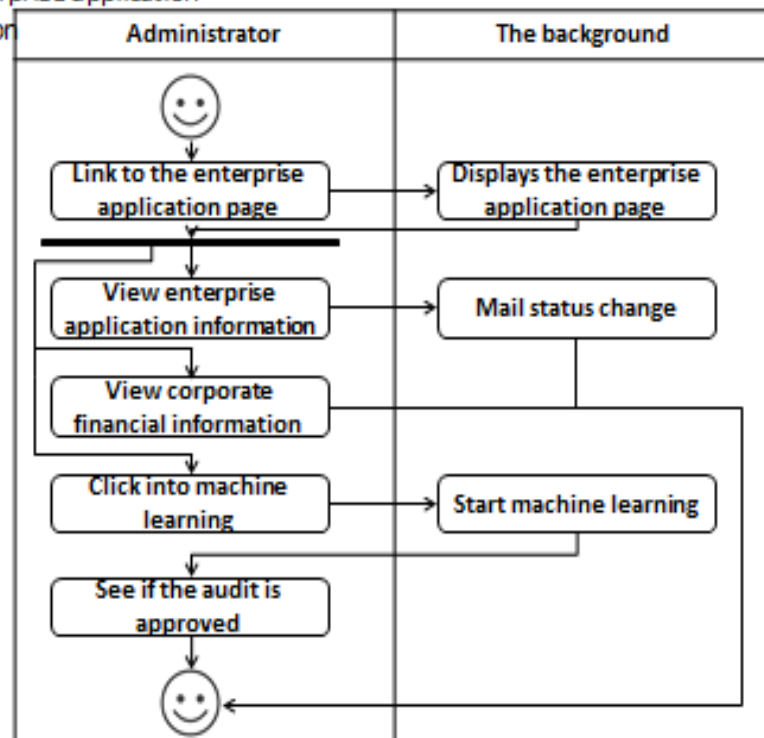 application
on
Administrator
The background
Link to the enterprise
application page
Displays the enterprise
application page
View enterprise
application information
Mail status change
View corporate
financial information
Click into machine
learning
Start machine learning
See if the audit is
approved